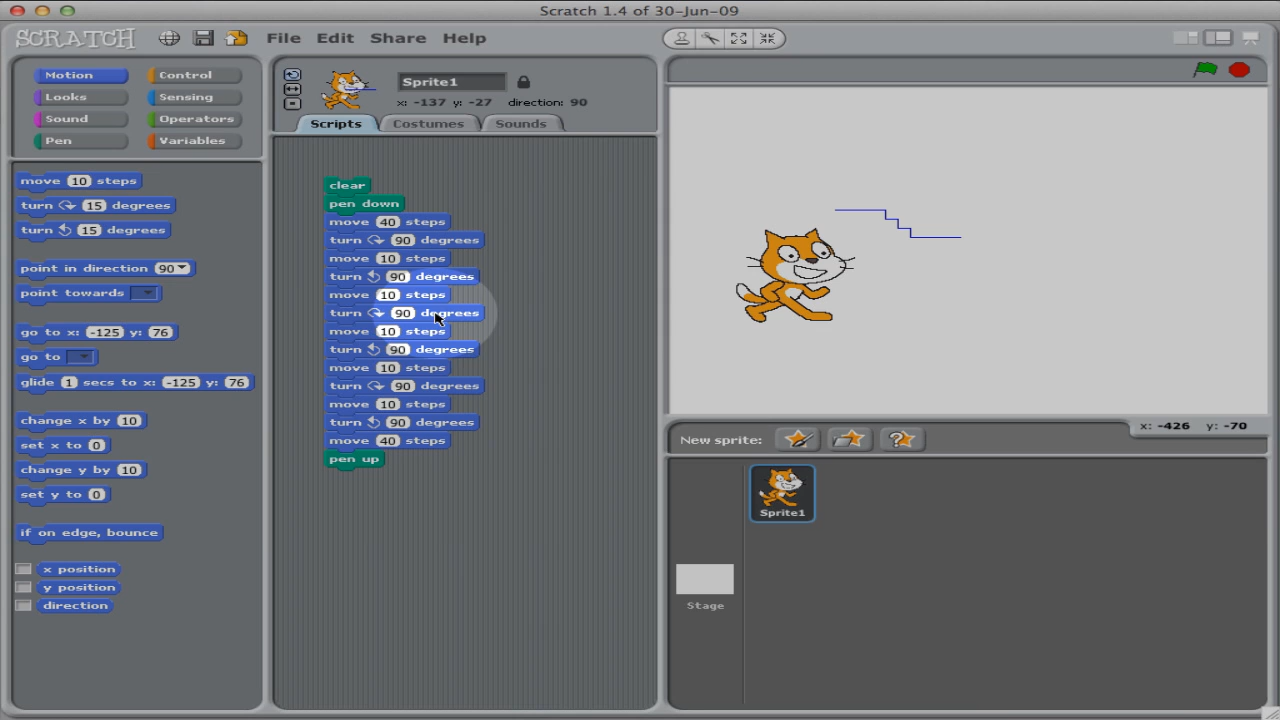 Scratch 1.4 of 30-Jun-09
SCRATCH File Edit Share Help
Motion Control
Looks Sensing
Sound Operators
Pen Variables
move 10 steps
turn 15 degrees
turn 15 degrees
point in direction 90
point towards
go to x: -125 y: 76
go to
glide 1 secs to x: -125 y: 76
change x by 10
set x to 0
change y by 10
set y to 0
if on edge, bounce
x position
y position
direction
Sprite1
x: -137 y: -27 direction: 90
Scripts Costumes Sounds
clear
pen down
move 40 steps
turn 90 degrees
move 10 steps
turn 90 degrees
move 10 steps
turn 90 degrees
move 10 steps
turn 90 degrees
move 10 steps
turn 90 degrees
move 10 steps
turn 90 degrees
move 40 steps
pen up
x: -426 y: -70
New sprite:
Sprite1
Stage